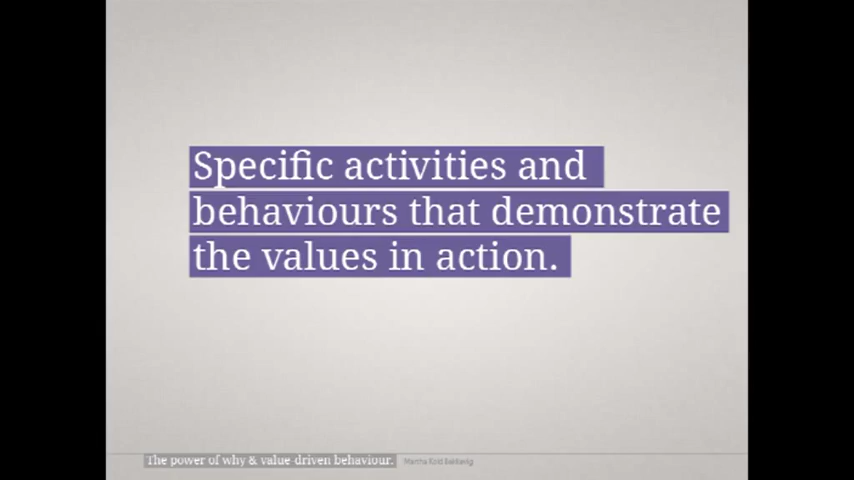 Specific activities and
behaviours that demonstrate
the values in action.
The power of why & value-driven behaviour.